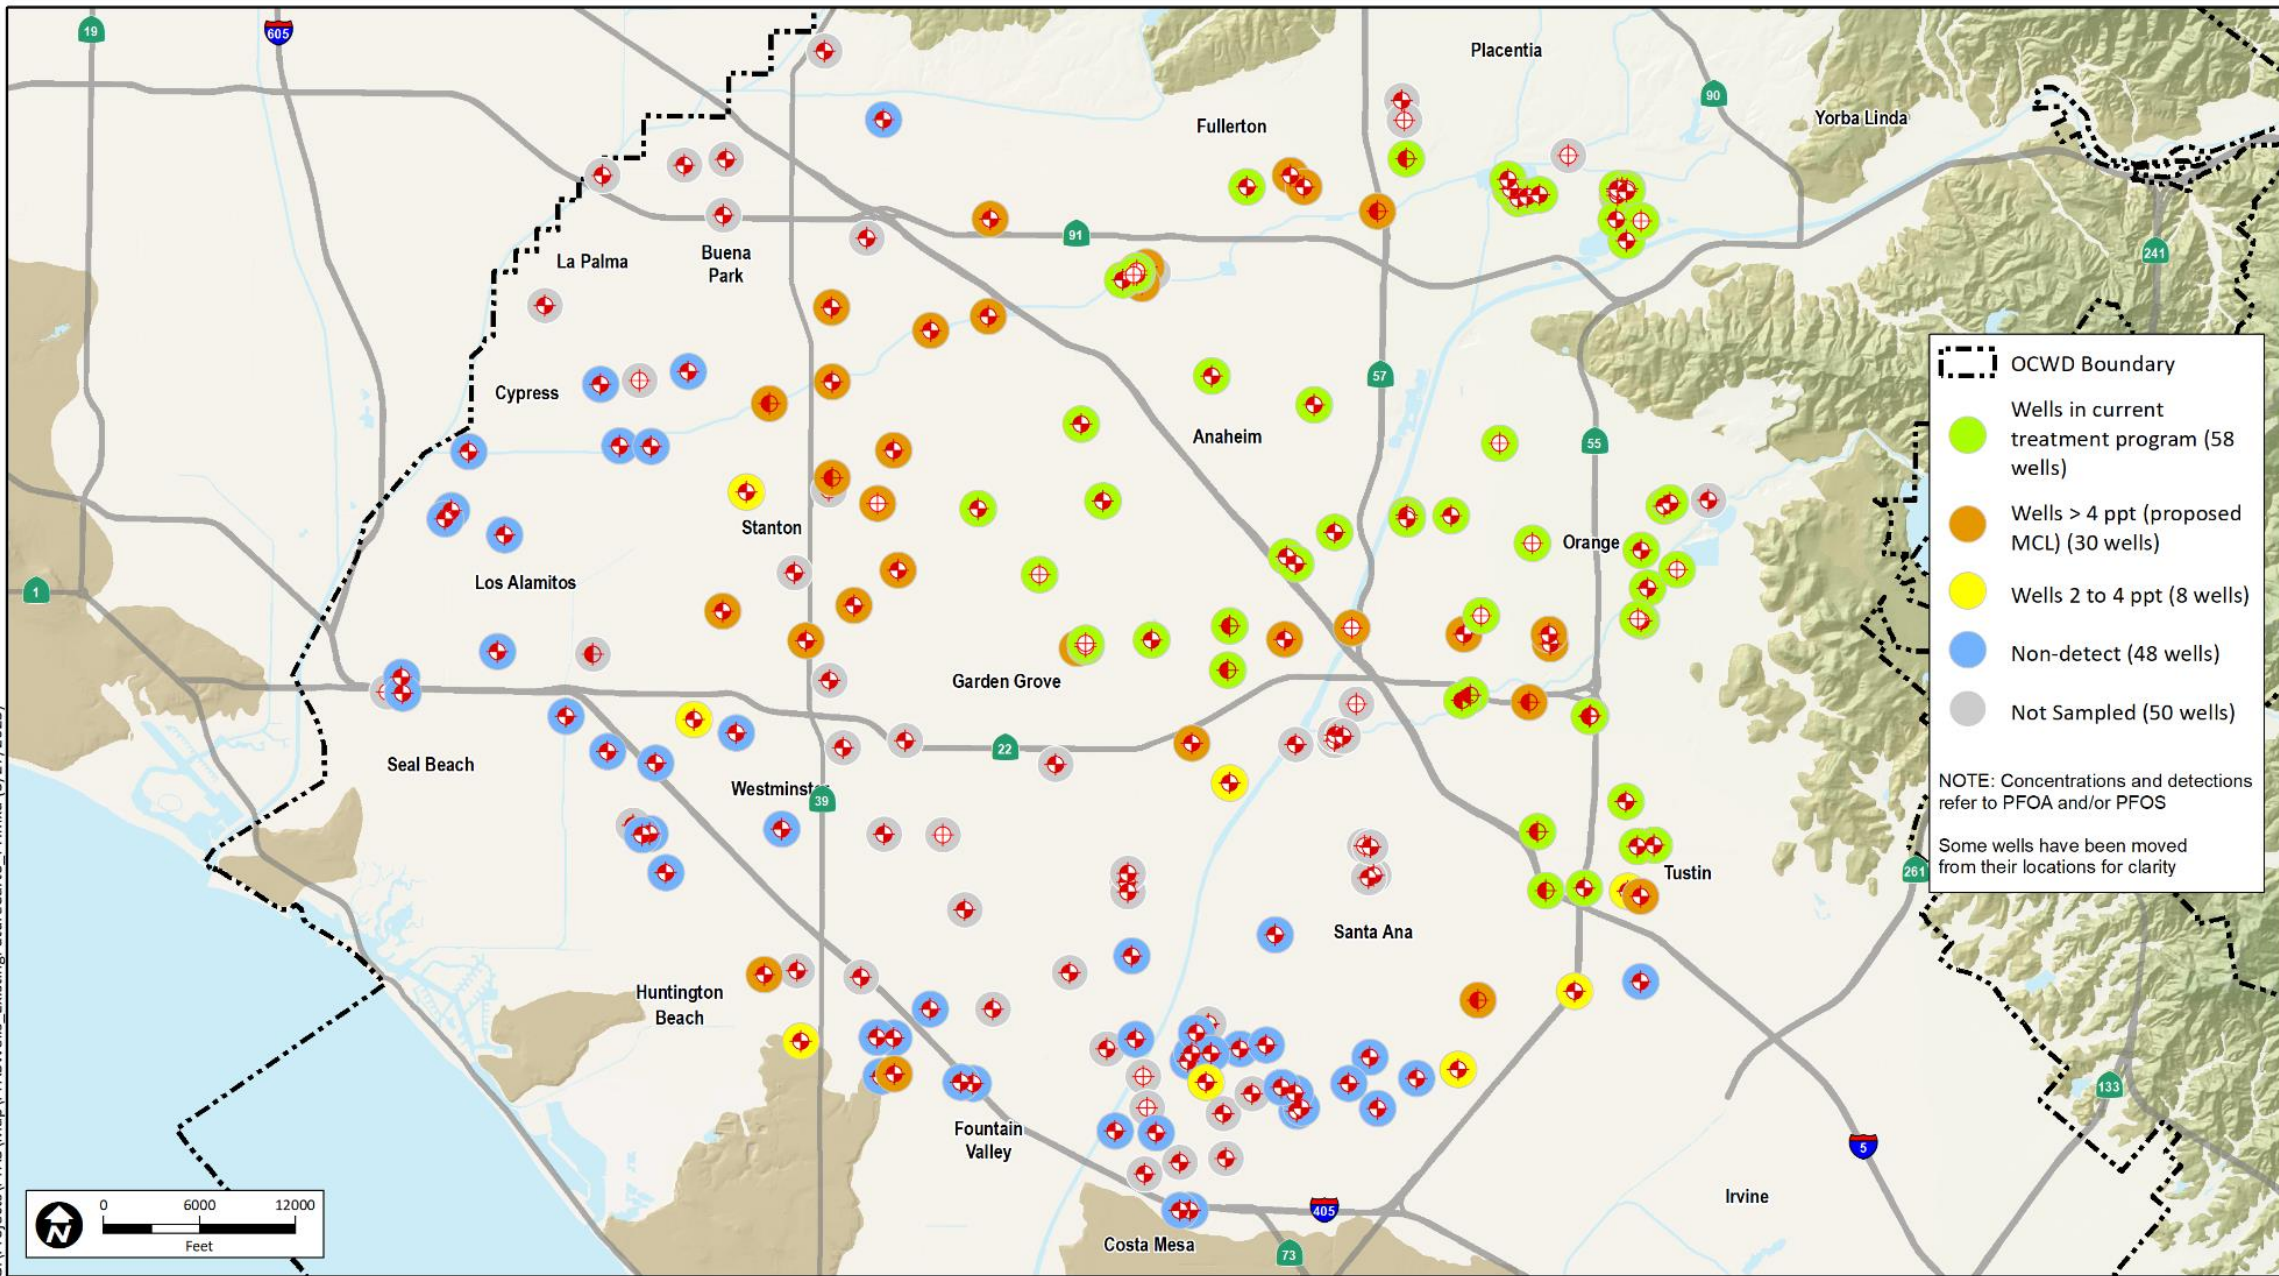 19
605
Placentia
90
Yorba Linda
Fullerton
91
241
La Palma
Buena
Park
Cypress
57
Anaheim
55
Stanton
Orange
Los Alamitos
1
Garden Grove
22
Seal Beach
Westminster
39
Tustin
261
Santa Ana
Huntington
Beach
133
Fountain
Valley
5
Irvine
405
Costa Mesa
73
OCWD Boundary
Wells in current
treatment program (58
wells)
Wells > 4 ppt (proposed
MCL) (30 wells)
Wells 2 to 4 ppt (8 wells)
Non-detect (48 wells)
Not Sampled (50 wells)
NOTE: Concentrations and detections
refer to PFOA and/or PFOS
Some wells have been moved
from their locations for clarity
N
0 6000 12000
Feet